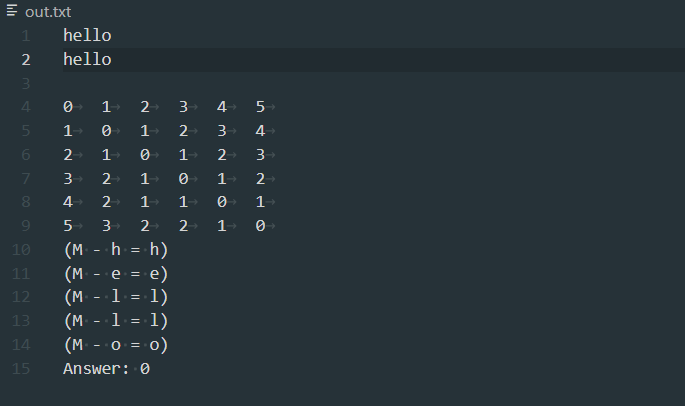 out.txt
1 hello
2 hello
3
4 0→ 1→ 2→ 3→ 4→ 5→
5 1→ 0→ 1→ 2→ 3→ 4→
6 2→ 1→ 0→ 1→ 2→ 3→
7 3→ 2→ 1→ 0→ 1→ 2→
8 4→ 2→ 1→ 1→ 0→ 1→
9 5→ 3→ 2→ 2→ 1→ 0→
10 (M·-·h·=·h)
11 (M·-·e·=·e)
12 (M·-·l·=·l)
13 (M·-·l·=·l)
14 (M·-·o·=·o)
15 Answer:·0